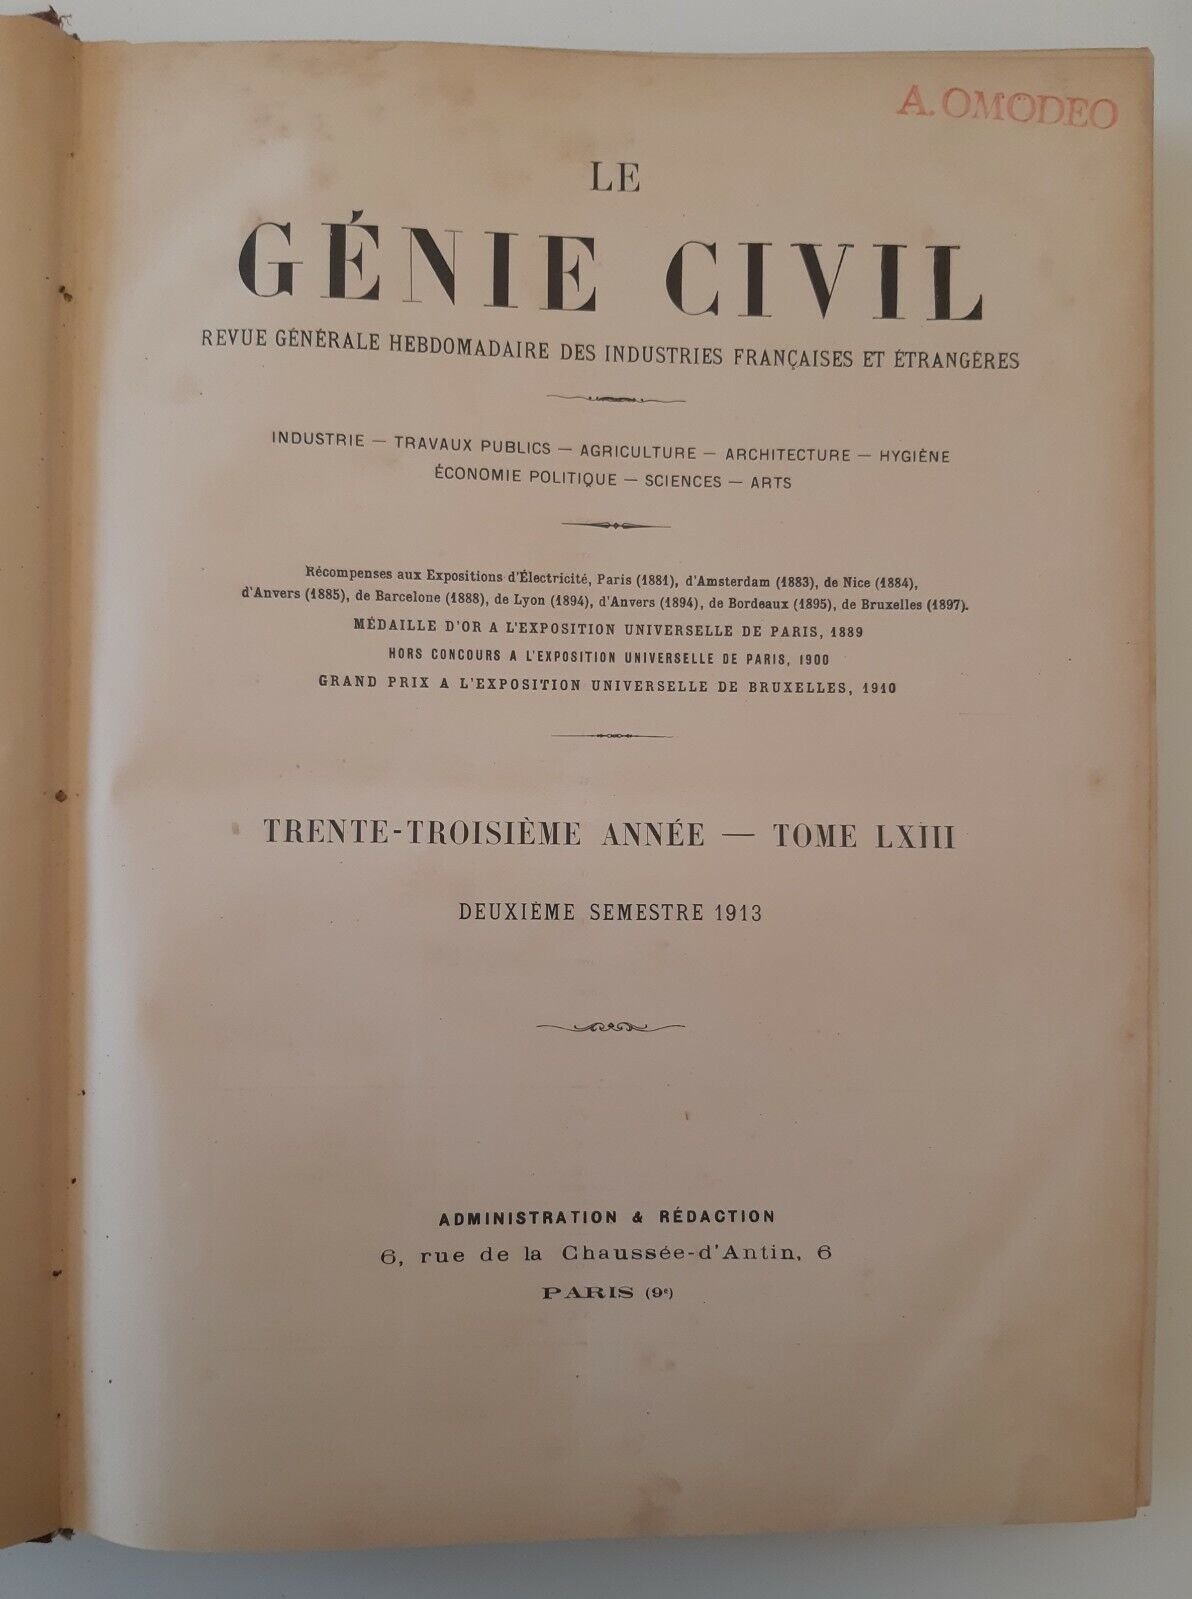 A. OMODEO
LE
GÉNIE CIVIL
REVUE GÉNÉRALE HEBDOMADAIRE DES INDUSTRIES FRANÇAISES ET ÉTRANGÈRES
INDUSTRIE — TRAVAUX PUBLICS — AGRICULTURE — ARCHITECTURE — HYGIÈNE
ÉCONOMIE POLITIQUE — SCIENCES — ARTS
Récompenses aux Expositions d'Électricité, Paris (1881), d'Amsterdam (1883), de Nice (1884),
d'Anvers (1885), de Barcelone (1888), de Lyon (1894), d'Anvers (1894), de Bordeaux (1895), de Bruxelles (1897).
MÉDAILLE D'OR A L'EXPOSITION UNIVERSELLE DE PARIS, 1889
HORS CONCOURS A L'EXPOSITION UNIVERSELLE DE PARIS, 1900
GRAND PRIX A L'EXPOSITION UNIVERSELLE DE BRUXELLES, 1910
TRENTE-TROISIÈME ANNÉE — TOME LXIII
DEUXIÈME SEMESTRE 1913
ADMINISTRATION & RÉDACTION
6, rue de la Chaussée-d'Antin, 6
PARIS (9e)